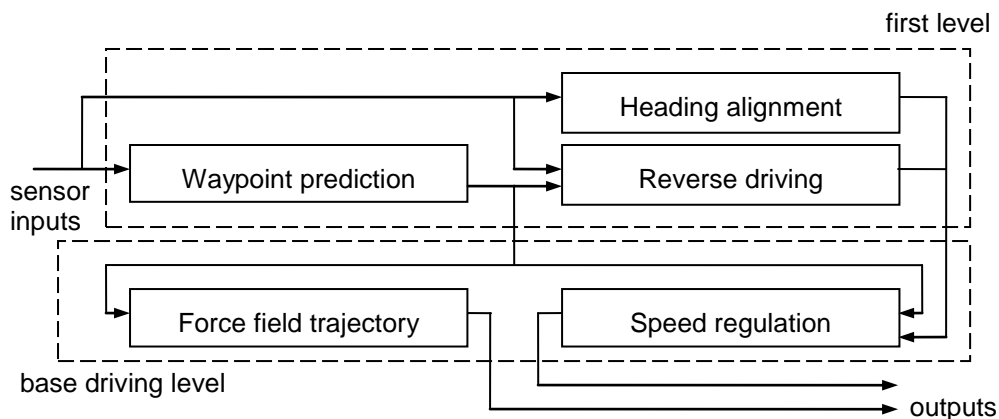 first level
Heading alignment
Waypoint prediction
Reverse driving
sensor
inputs
Force field trajectory
Speed regulation
base driving level
outputs